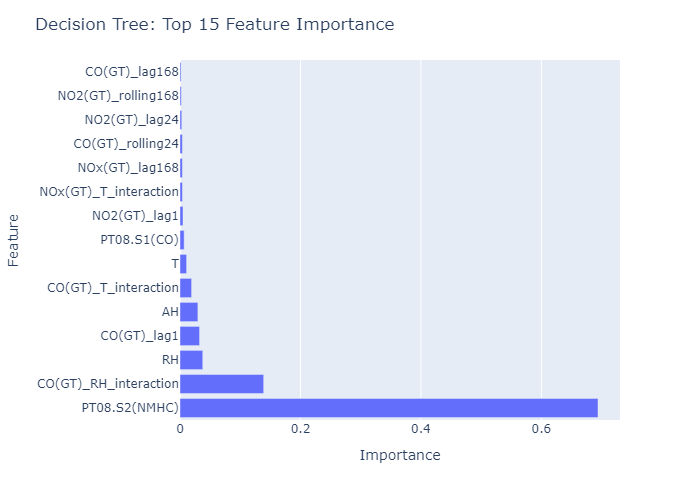 Decision Tree: Top 15 Feature Importance
CO(GT)_lag168
NO2(GT)_rolling168
NO2(GT)_lag24
CO(GT)_rolling24
NOx(GT)_lag168
NOx(GT)_T_interaction
NO2(GT)_lag1
PT08.S1(CO)
T
CO(GT)_T_interaction
AH
CO(GT)_lag1
RH
CO(GT)_RH_interaction
PT08.S2(NMHC)
Feature
0 0.2 0.4 0.6
Importance